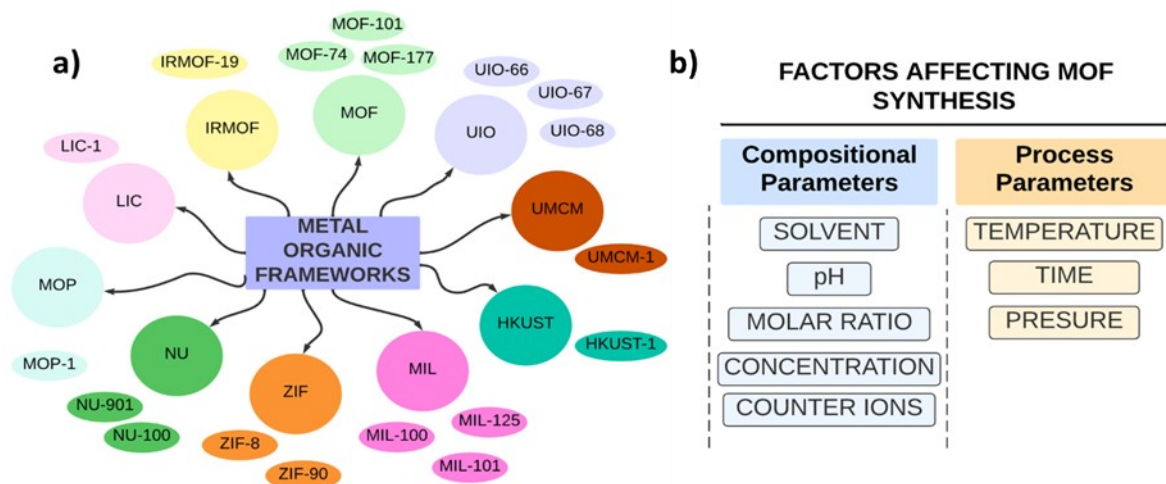 a)
MOF-101
MOF-74
MOF-177
IRMOF-19
UIO-66
UIO-67
UIO-68
IRMOF
MOF
UIO
LIC-1
LIC
UMCM
UMCM-1
METAL
ORGANIC
FRAMEWORKS
MOP
MOP-1
HKUST
HKUST-1
NU
NU-901
NU-100
ZIF
ZIF-8
ZIF-90
MIL
MIL-125
MIL-100
MIL-101
b)
FACTORS AFFECTING MOF
SYNTHESIS
Compositional
Parameters
SOLVENT
pH
MOLAR RATIO
CONCENTRATION
COUNTER IONS
Process
Parameters
TEMPERATURE
TIME
PRESURE